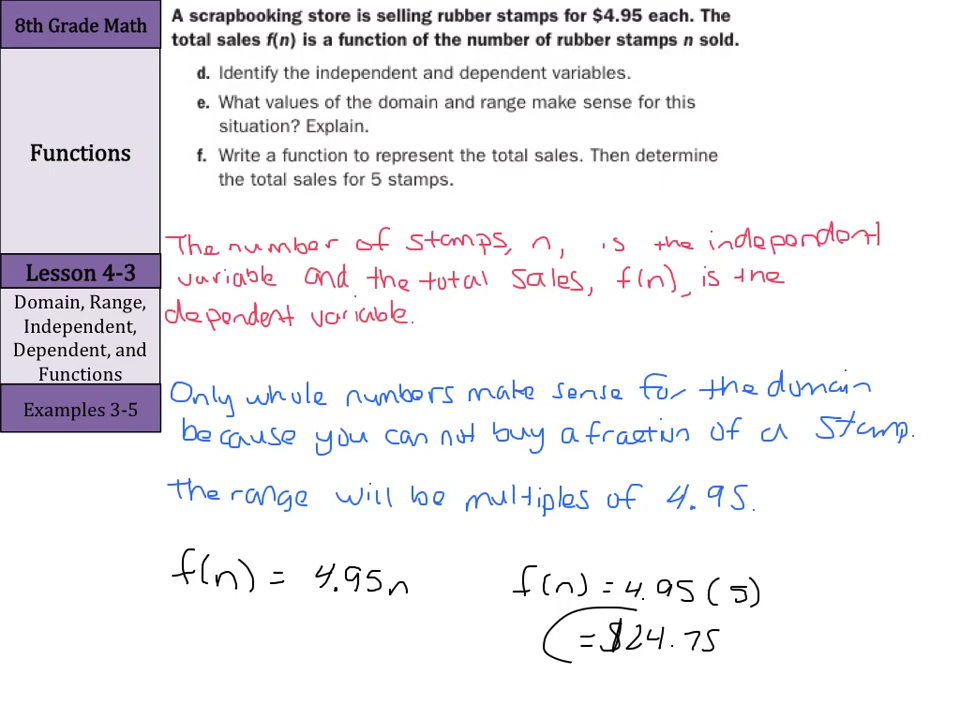 8th Grade Math
Functions
Lesson 4-3
Domain, Range,
Independent,
Dependent, and
Functions
Examples 3-5
A scrapbooking store is selling rubber stamps for $4.95 each. The
total sales f(n) is a function of the number of rubber stamps n sold.
d. Identify the independent and dependent variables.
e. What values of the domain and range make sense for this
situation? Explain.
f. Write a function to represent the total sales. Then determine
the total sales for 5 stamps.
The number of stamps, n, is the independent
variable and the total sales, f(n), is the
dependent variable.
Only whole numbers make sense for the domain
because you can not buy a fraction of a stamp.
The range will be multiples of 4.95.
f(n) = 4.95n
f(n) = 4.95(5)
= $24.75